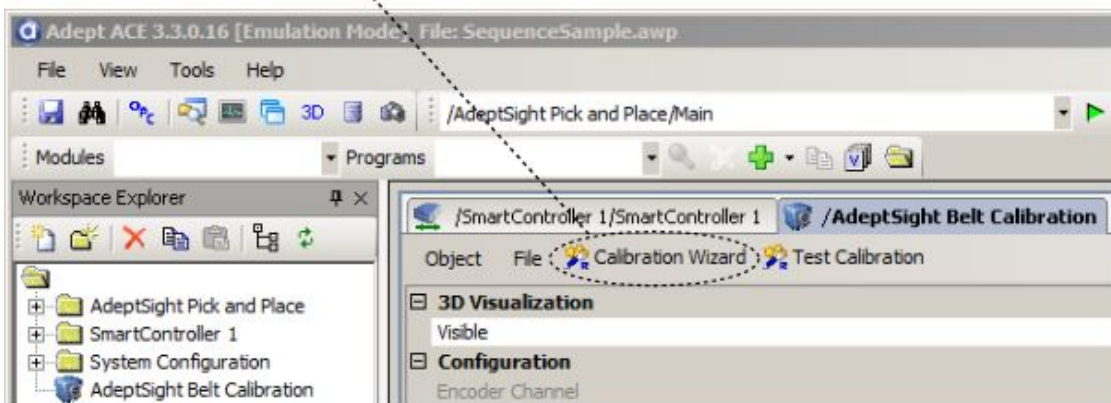 Adept ACE 3.3.0.16 [Emulation Mode] File: SequenceSample.awp
File View Tools Help
OPC 3D /AdeptSight Pick and Place/Main
Modules Programs
Workspace Explorer
/SmartController 1/SmartController 1 /AdeptSight Belt Calibration
Object File Calibration Wizard Test Calibration
3D Visualization
Visible
Configuration
Encoder Channel
AdeptSight Pick and Place
SmartController 1
System Configuration
AdeptSight Belt Calibration